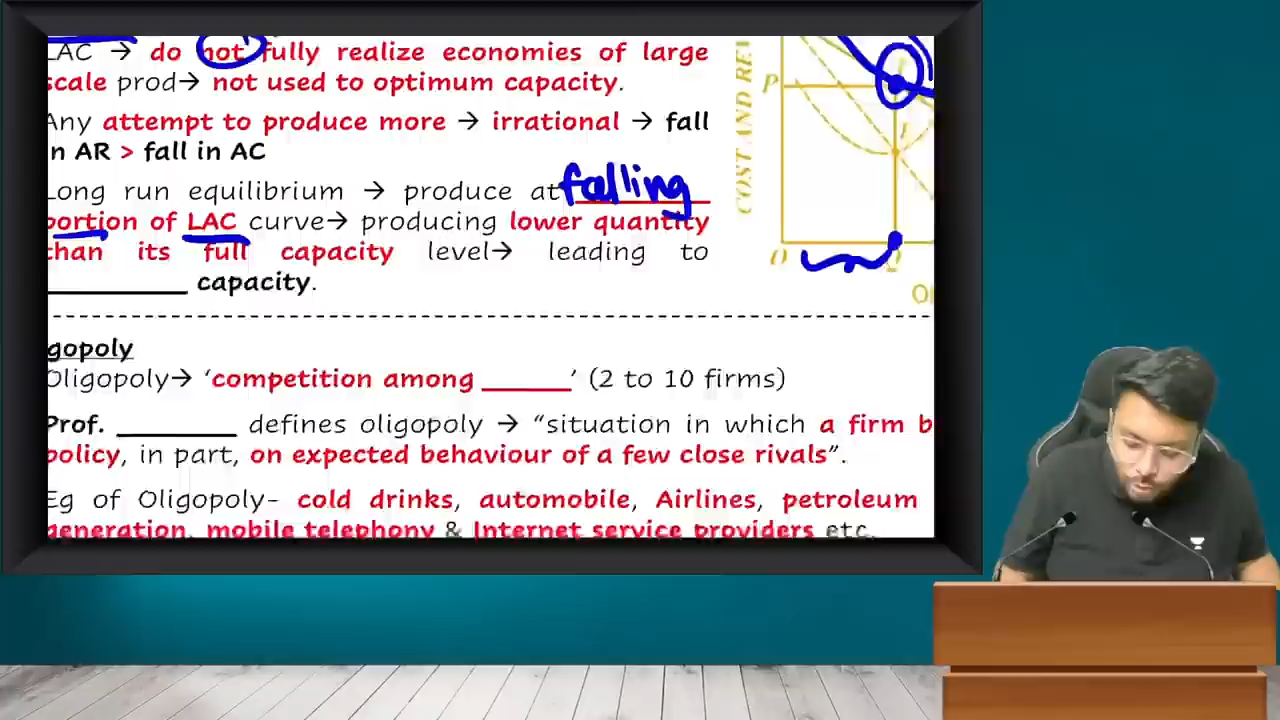 LAC → do not fully realize economies of large
scale prod→ not used to optimum capacity.
Any attempt to produce more → irrational → fall
in AR > fall in AC
Long run equilibrium → produce at falling
portion of LAC curve→ producing lower quantity
than its full capacity level→ leading to
__________ capacity.
gopoly
Oligopoly→ ‘competition among ______’ (2 to 10 firms)
Prof. ________ defines oligopoly → “situation in which a firm b
policy, in part, on expected behaviour of a few close rivals”.
Eg of Oligopoly- cold drinks, automobile, Airlines, petroleum
generation, mobile telephony & Internet service providers etc.
COST AND RE
P
O
Q